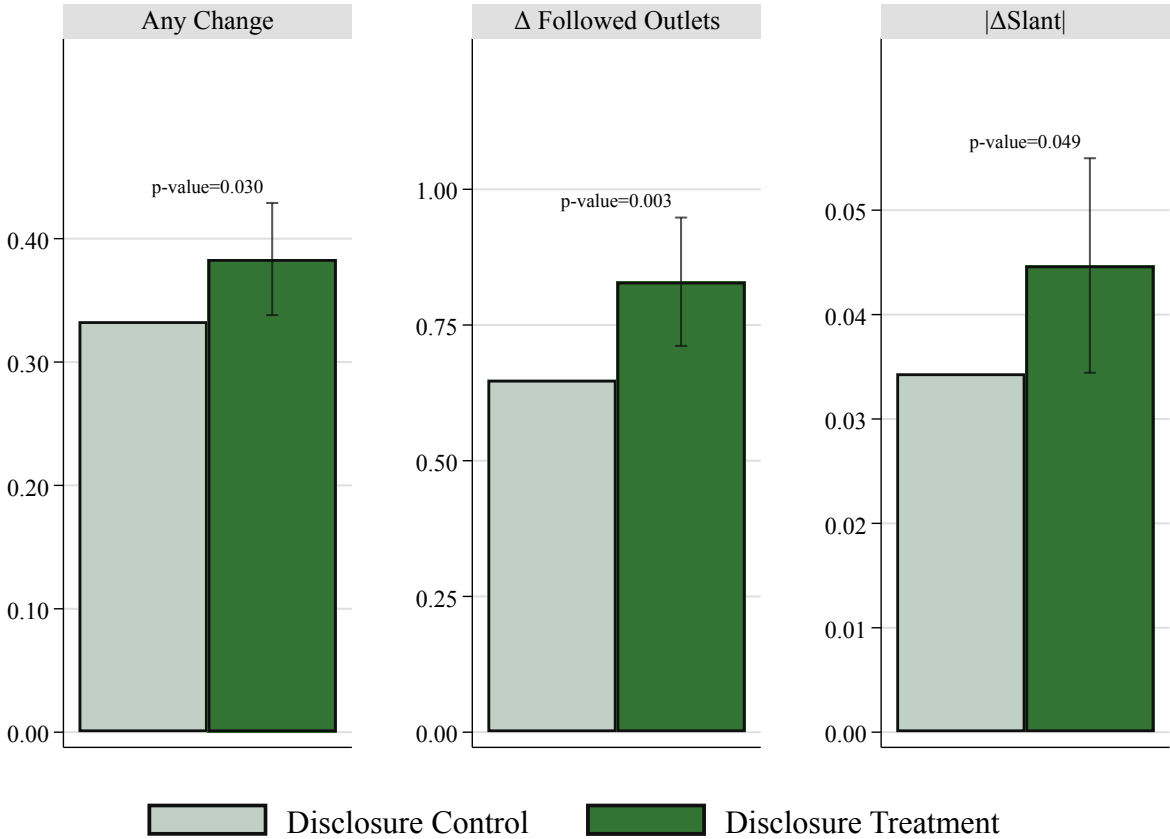 Any Change
Δ Followed Outlets
|ΔSlant|
p-value=0.030
p-value=0.003
p-value=0.049
0.40
0.30
0.20
0.10
0.00
1.00
0.75
0.50
0.25
0.00
0.05
0.04
0.03
0.02
0.01
0.00
Disclosure Control
Disclosure Treatment